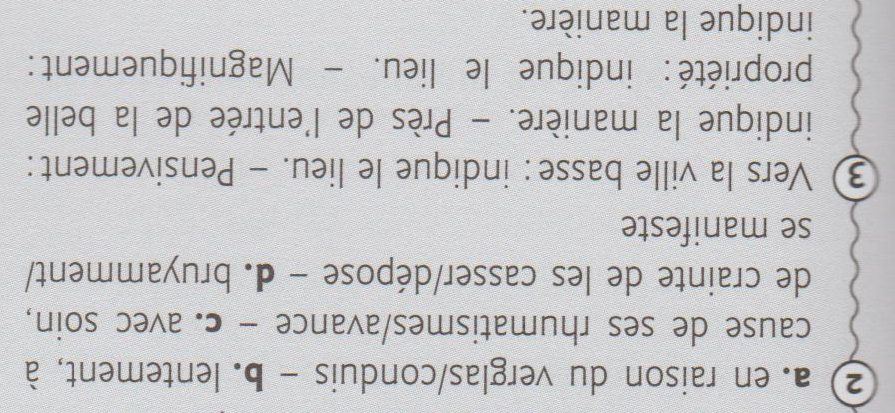 2 a. en raison du verglas/conduis – b. lentement, à
cause de ses rhumatismes/avance – c. avec soin,
de crainte de les casser/dépose – d. bruyamment/
se manifeste
3 Vers la ville basse : indique le lieu. – Pensivement :
indique la manière. – Près de l'entrée de la belle
propriété : indique le lieu. – Magnifiquement :
indique la manière.